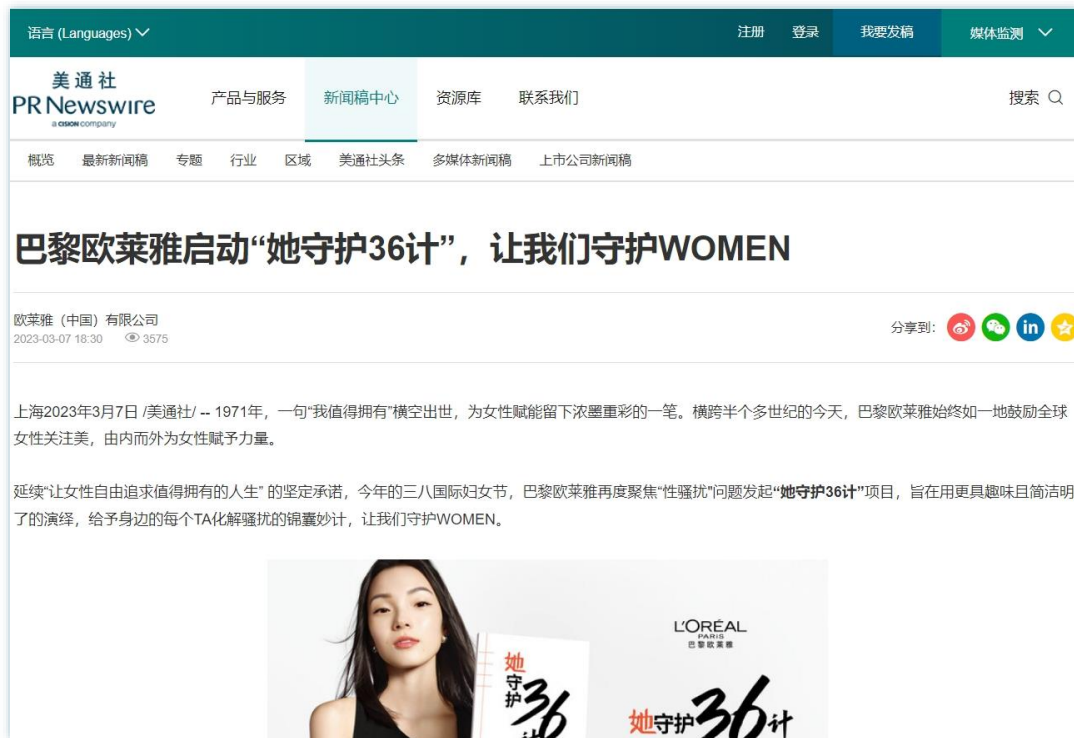 语言 (Languages)
注册 登录 我要发稿 媒体监测
美通社
PR Newswire
a CISION company
产品与服务 新闻稿中心 资源库 联系我们 搜索
概览 最新新闻稿 专题 行业 区域 美通社头条 多媒体新闻稿 上市公司新闻稿
巴黎欧莱雅启动“她守护36计”，让我们守护WOMEN
欧莱雅（中国）有限公司
2023-03-07 18:30 3575
分享到:
in
上海2023年3月7日 /美通社/ -- 1971年，一句“我值得拥有”横空出世，为女性赋能留下浓墨重彩的一笔。横跨半个多世纪的今天，巴黎欧莱雅始终如一地鼓励全球
女性关注美，由内而外为女性赋予力量。
延续“让女性自由追求值得拥有的人生” 的坚定承诺，今年的三八国际妇女节，巴黎欧莱雅再度聚焦“性骚扰”问题发起“她守护36计”项目，旨在用更具趣味且简洁明
了的演绎，给予身边的每个TA化解骚扰的锦囊妙计，让我们守护WOMEN。
她守护36计
L'ORÉAL
PARIS
巴黎欧莱雅
她守护36计